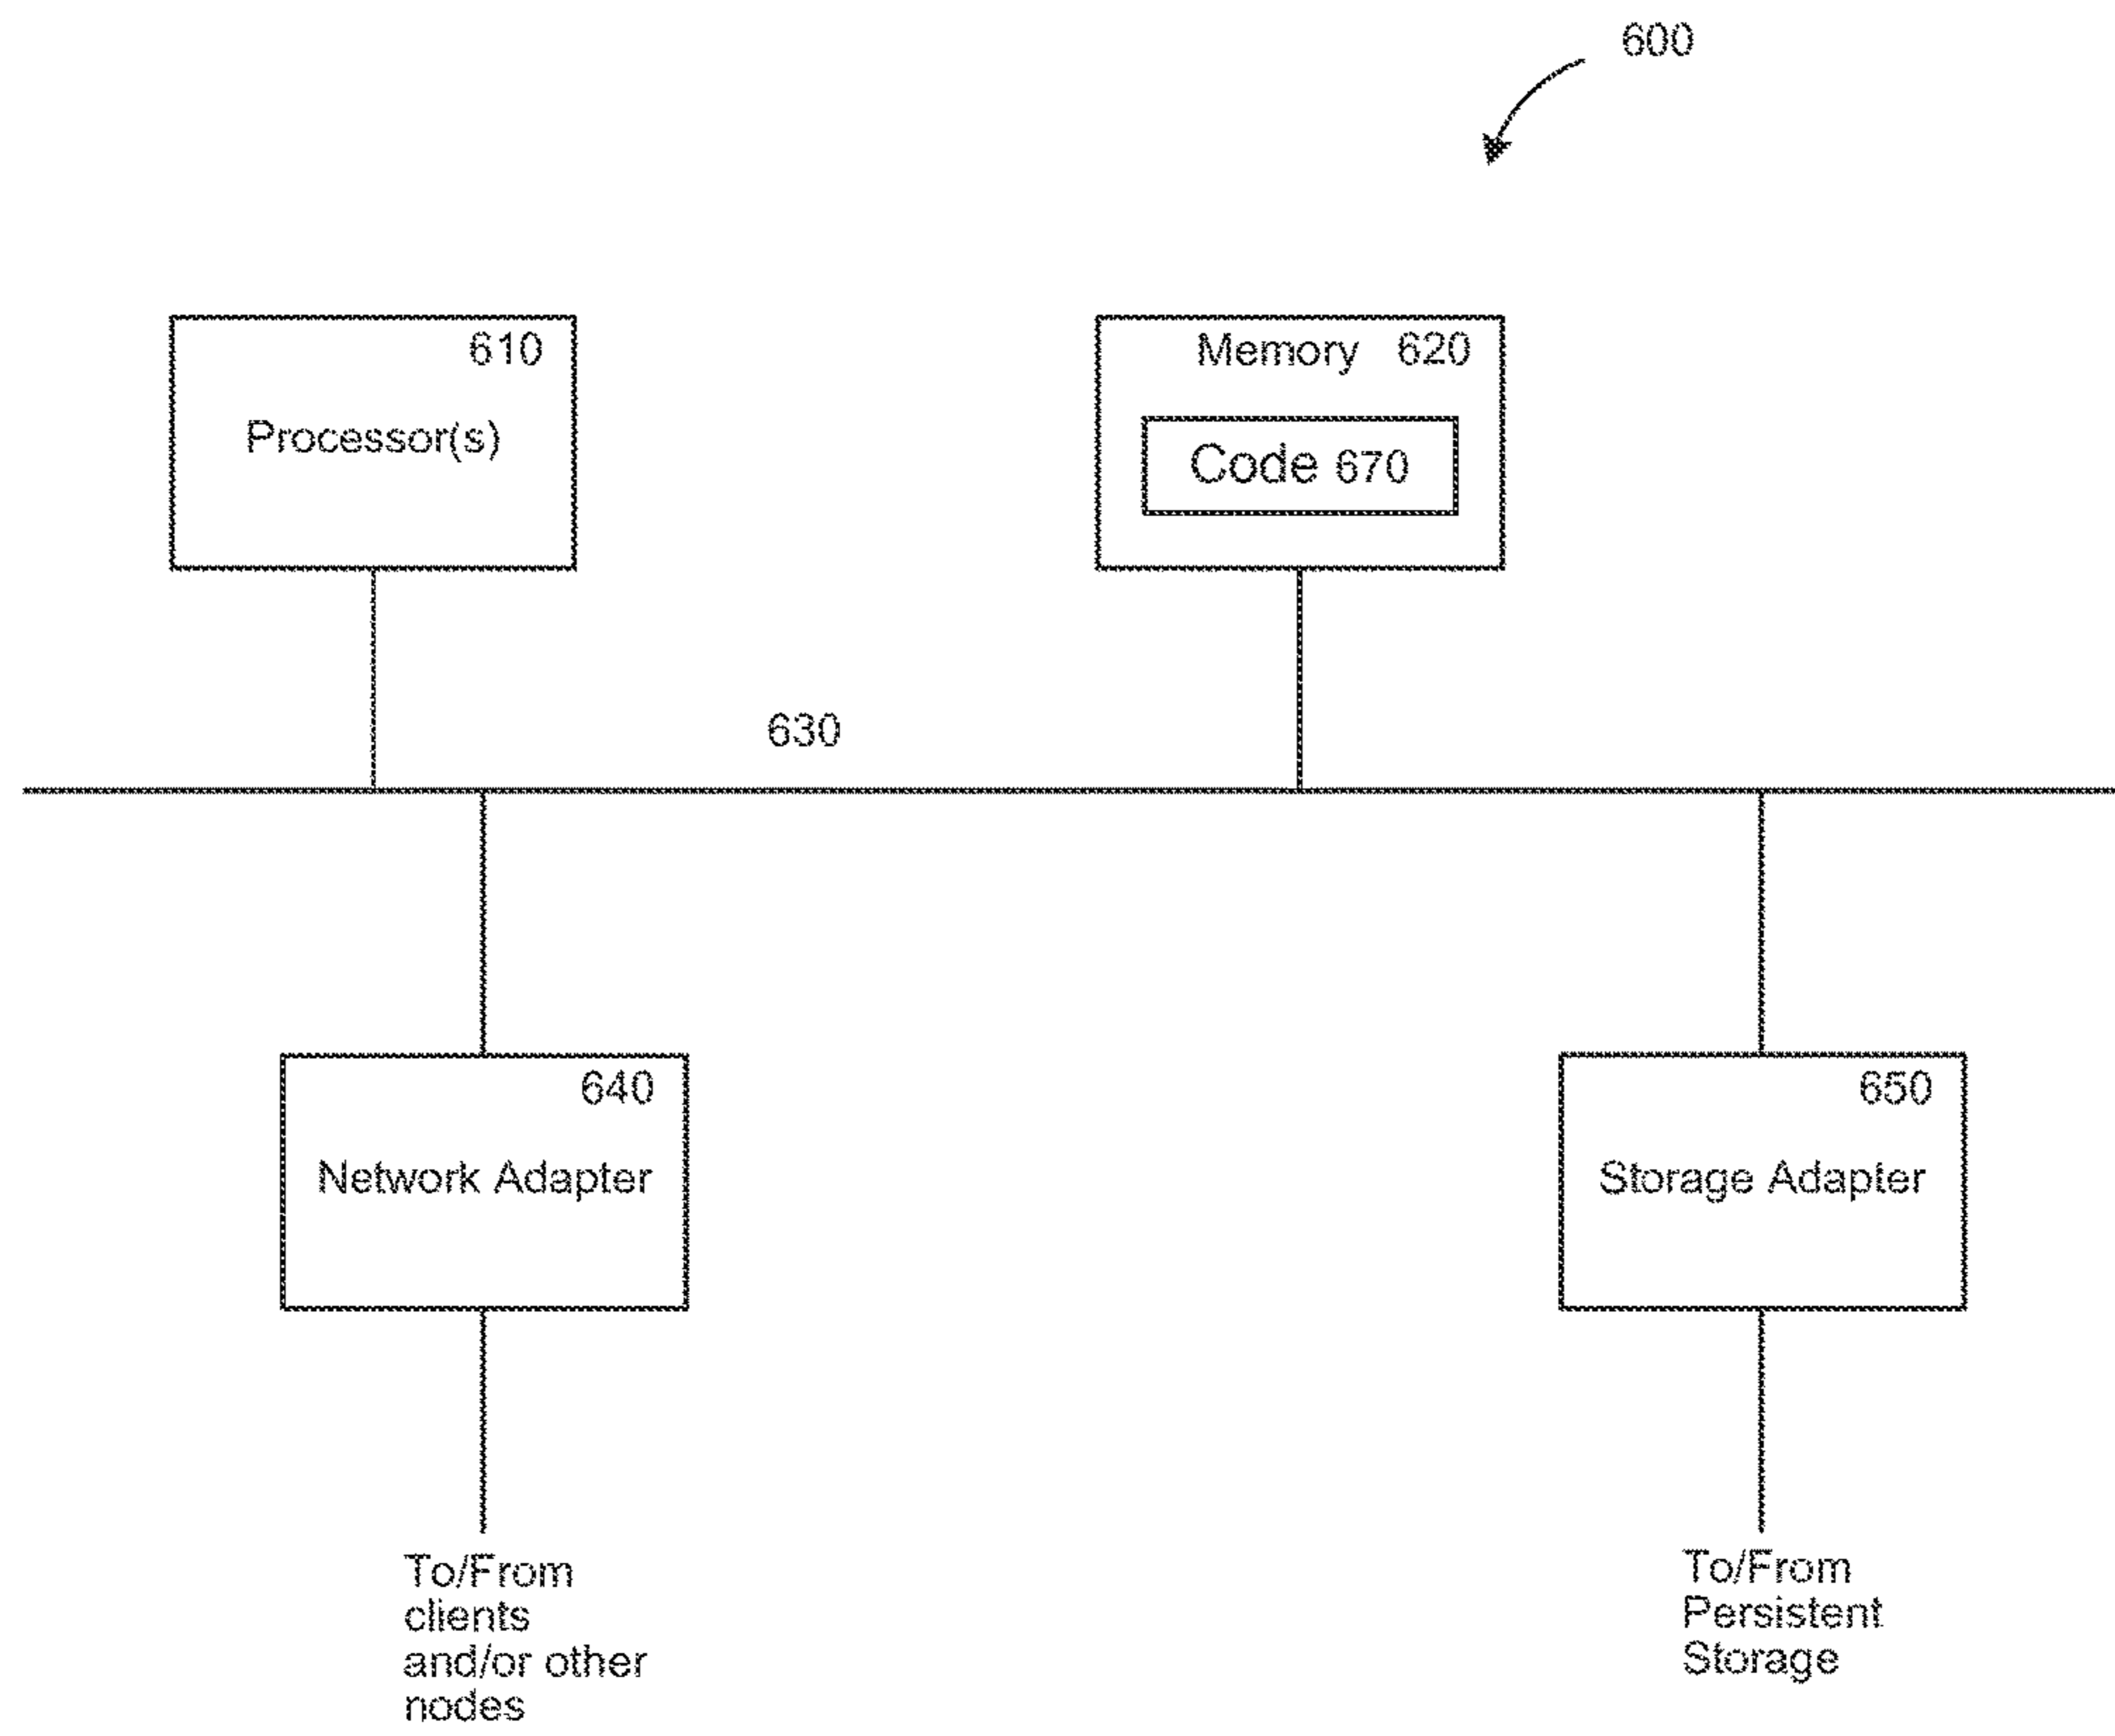 600
610
Processor(s)
Memory 620
Code 670
630
640
Network Adapter
650
Storage Adapter
To/From
clients
and/or other
nodes
To/From
Persistent
Storage